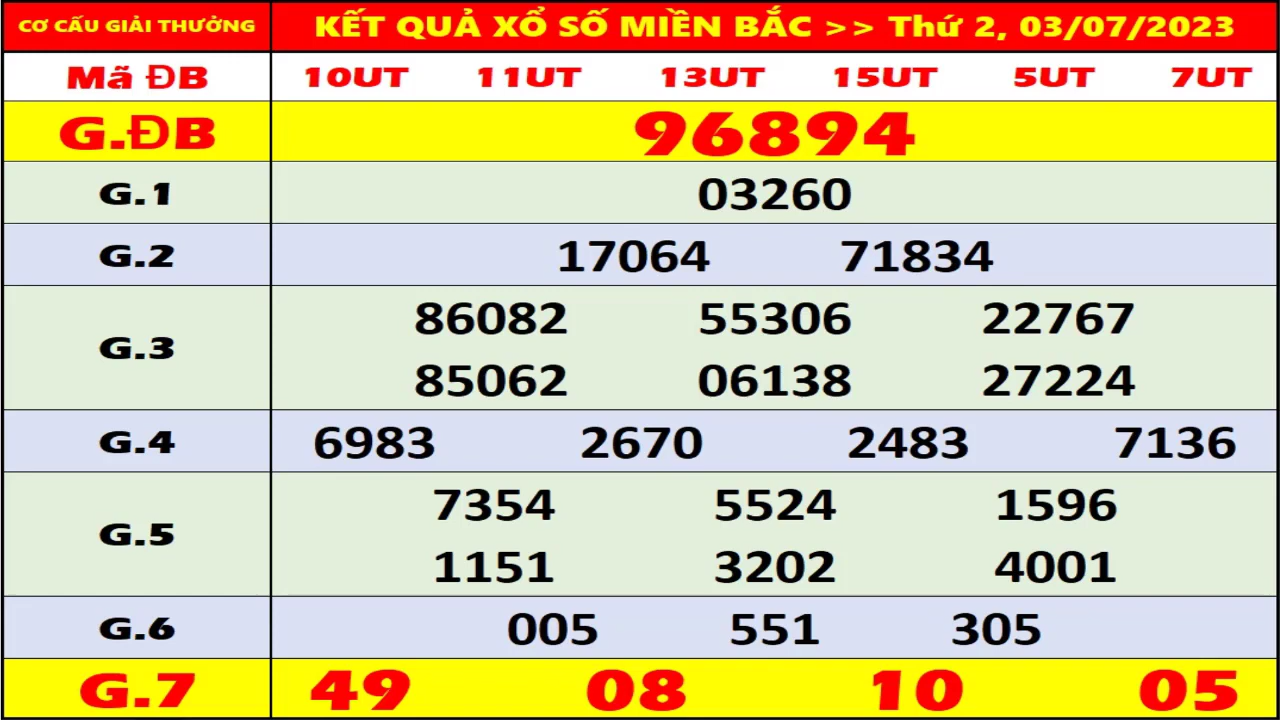 CƠ CẤU GIẢI THƯỞNG KẾT QUẢ XỔ SỐ MIỀN BẮC >> Thứ 2, 03/07/2023
Mã ĐB 10UT 11UT 13UT 15UT 5UT 7UT
G.ĐB 96894
G.1 03260
G.2 17064 71834
G.3 86082 55306 22767
85062 06138 27224
G.4 6983 2670 2483 7136
G.5 7354 5524 1596
1151 3202 4001
G.6 005 551 305
G.7 49 08 10 05